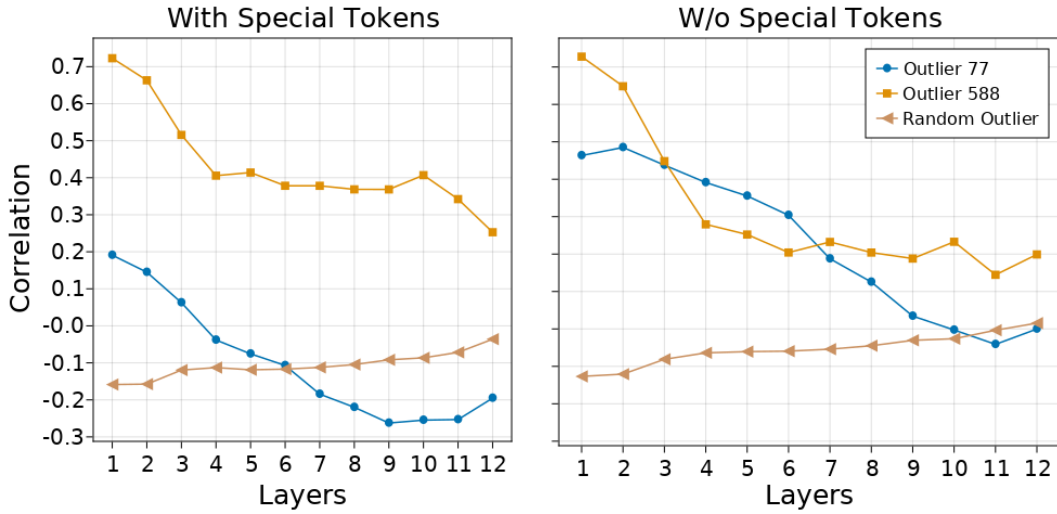 With Special Tokens
W/o Special Tokens
Correlation
0.7
0.6
0.5
0.4
0.3
0.2
0.1
-0.0
-0.1
-0.2
-0.3
Outlier 77
Outlier 588
Random Outlier
1 2 3 4 5 6 7 8 9 10 11 12
1 2 3 4 5 6 7 8 9 10 11 12
Layers
Layers